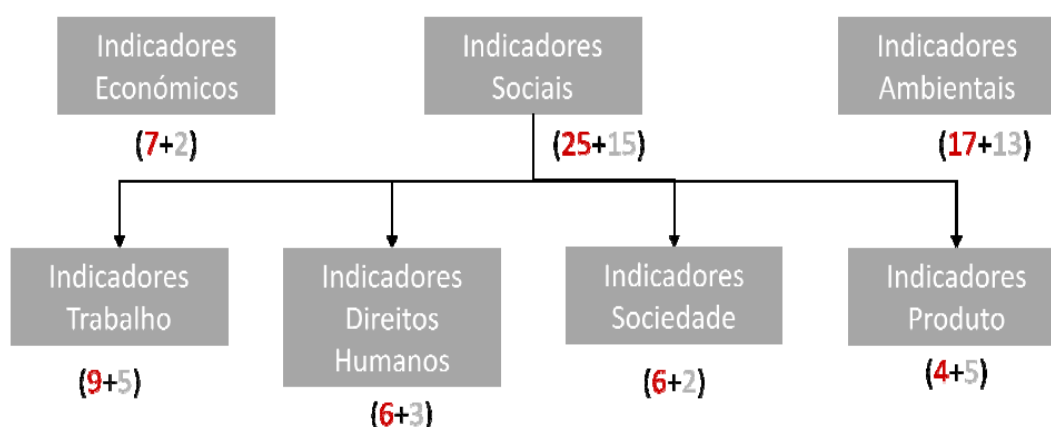 Indicadores
Económicos
(7+2)
Indicadores
Sociais
(25+15)
Indicadores
Ambientais
(17+13)
Indicadores
Trabalho
(9+5)
Indicadores
Direitos
Humanos
(6+3)
Indicadores
Sociedade
(6+2)
Indicadores
Produto
(4+5)